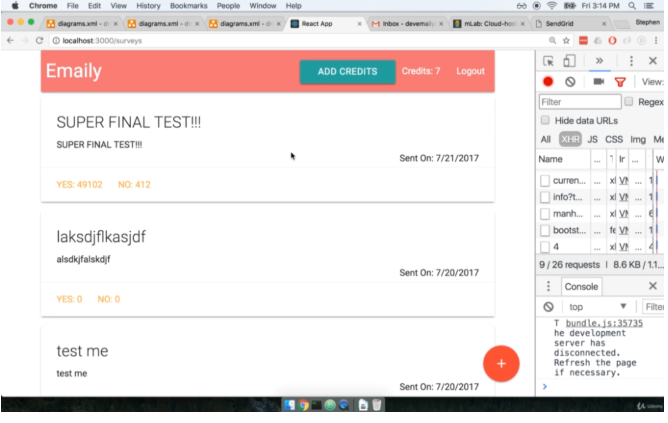 Chrome File Edit View History Bookmarks People Window Help Fri 3:14 PM
diagrams.xml - di diagrams.xml - di diagrams.xml - di React App Inbox - devemail mLab: Cloud-hos SendGrid Stephen
localhost:3000/surveys
Emaily ADD CREDITS Credits: 7 Logout
SUPER FINAL TEST!!!
SUPER FINAL TEST!!!
Sent On: 7/21/2017
YES: 49102 NO: 412
laksdjflkasjdf
alsdkjfalskdjf
Sent On: 7/20/2017
YES: 0 NO: 0
test me
test me
Sent On: 7/20/2017
+
View:
Filter Regex
Hide data URLs
All XHR JS CSS Img Me
Name
curren...
info?t...
manh...
bootst...
4
9 / 26 requests | 8.6 KB / 1.1...
Console
top Filter
T bundle.js:35735
he development
server has
disconnected.
Refresh the page
if necessary.